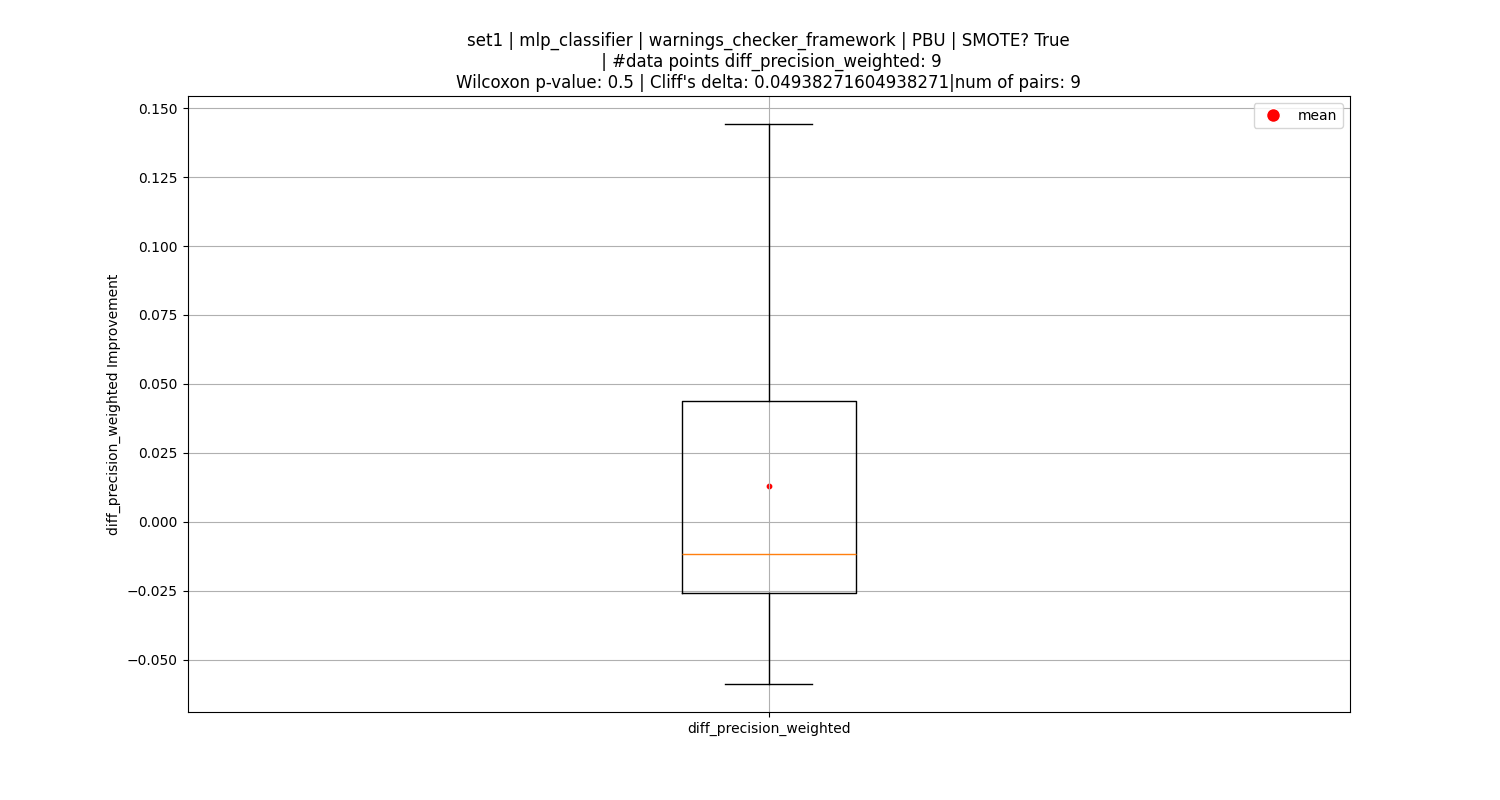 set1 | mlp_classifier | warnings_checker_framework | PBU | SMOTE? True
| #data points diff_precision_weighted: 9
Wilcoxon p-value: 0.5 | Cliff's delta: 0.04938271604938271|num of pairs: 9
mean
0.150
0.125
0.100
0.075
0.050
0.025
0.000
−0.025
−0.050
diff_precision_weighted Improvement
diff_precision_weighted